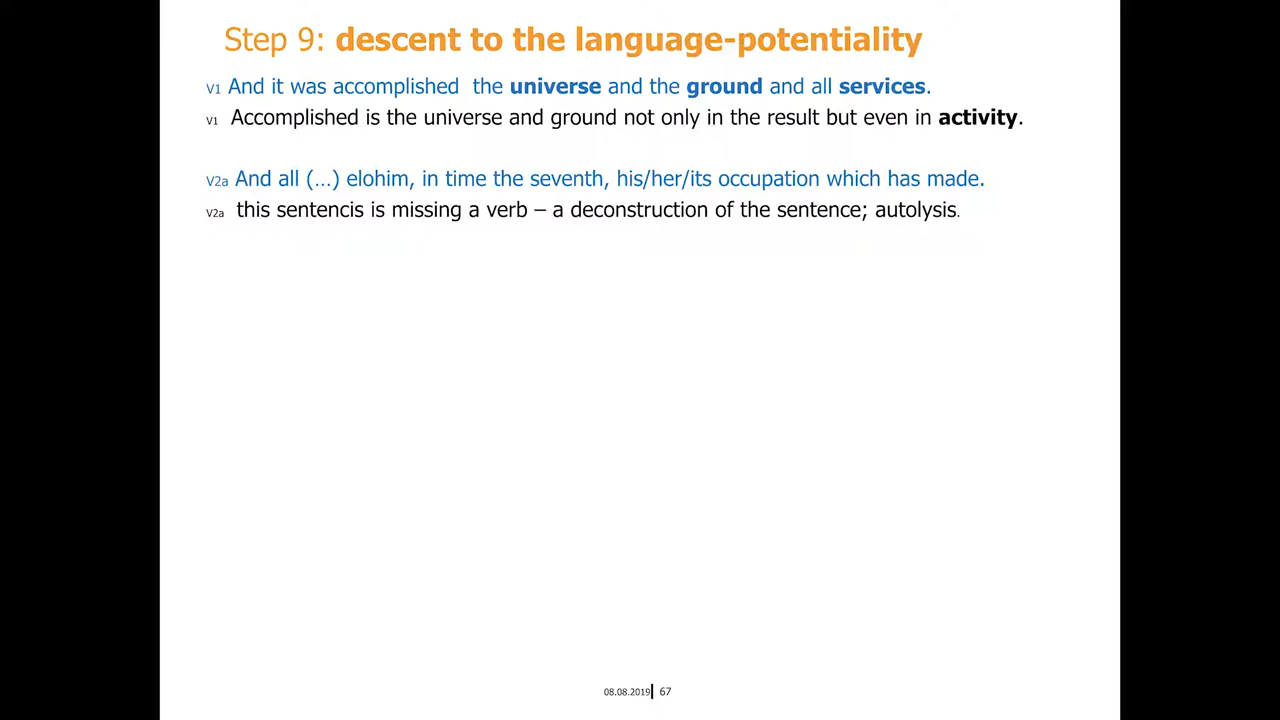 Step 9: descent to the language-potentiality
V1 And it was accomplished the universe and the ground and all services.
V1 Accomplished is the universe and ground not only in the result but even in activity.
V2a And all (…) elohim, in time the seventh, his/her/its occupation which has made.
V2a this sentencis is missing a verb – a deconstruction of the sentence; autolysis.
08.08.2019 67